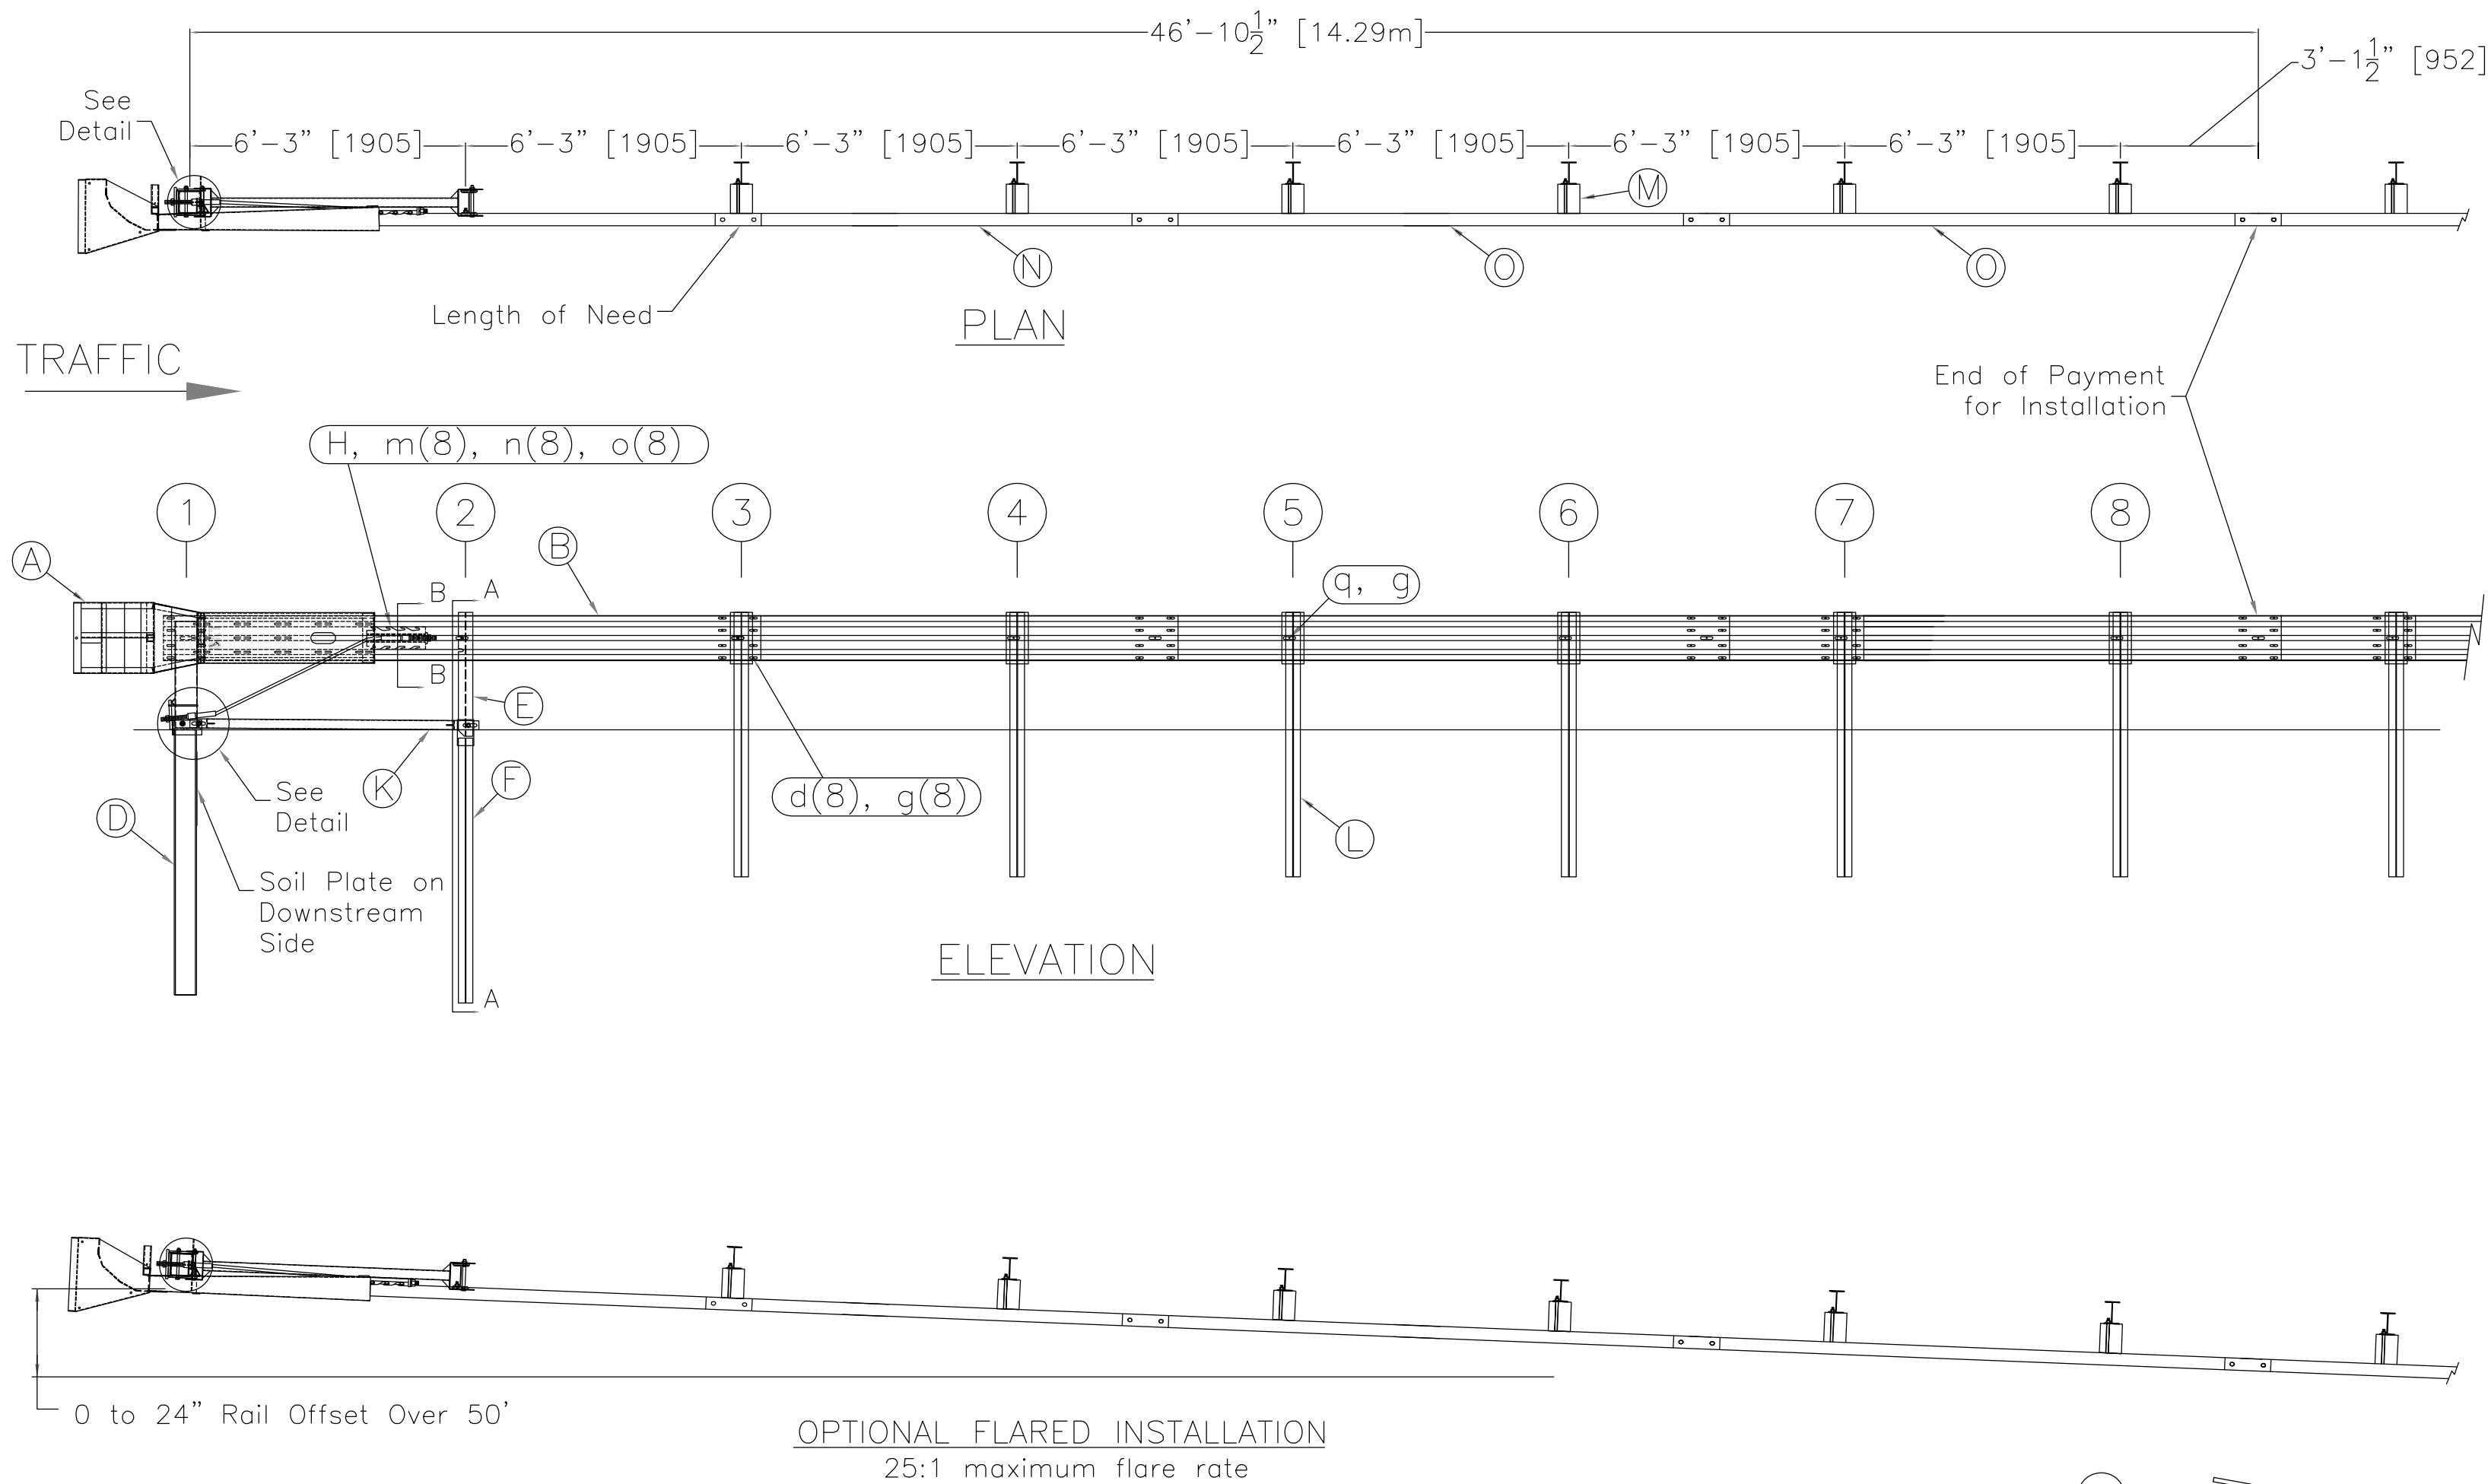 46'-10 1/2" [14.29m]
3'-1 1/2" [952]
See
Detail
6'-3" [1905] 6'-3" [1905] 6'-3" [1905] 6'-3" [1905] 6'-3" [1905] 6'-3" [1905] 6'-3" [1905]
M
N O O
Length of Need
PLAN
TRAFFIC
End of Payment
for Installation
H, m(8), n(8), o(8)
1 2 3 4 5 6 7 8
A
B
q, g
B A
B
E
F
K
d(8), g(8)
See
Detail
D
L
Soil Plate on
Downstream
Side
ELEVATION
A
0 to 24" Rail Offset Over 50'
OPTIONAL FLARED INSTALLATION
25:1 maximum flare rate